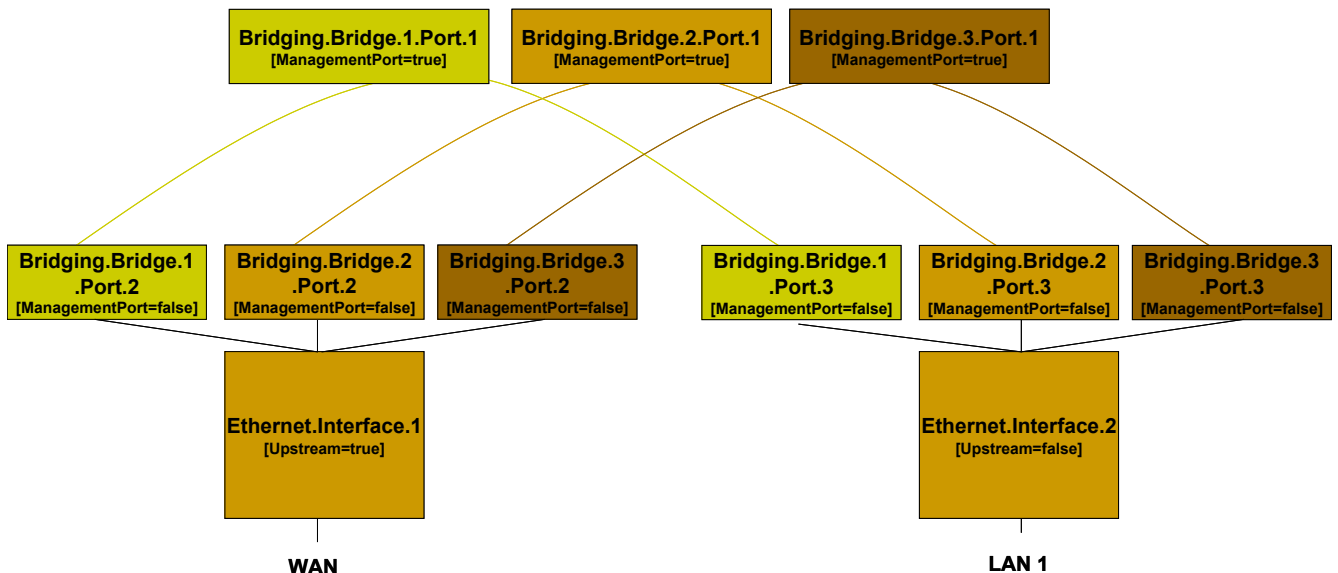 Bridging.Bridge.1.Port.1
[ManagementPort=true]
Bridging.Bridge.2.Port.1
[ManagementPort=true]
Bridging.Bridge.3.Port.1
[ManagementPort=true]
Bridging.Bridge.1
.Port.2
[ManagementPort=false]
Bridging.Bridge.2
.Port.2
[ManagementPort=false]
Bridging.Bridge.3
.Port.2
[ManagementPort=false]
Bridging.Bridge.1
.Port.3
[ManagementPort=false]
Bridging.Bridge.2
.Port.3
[ManagementPort=false]
Bridging.Bridge.3
.Port.3
[ManagementPort=false]
Ethernet.Interface.1
[Upstream=true]
Ethernet.Interface.2
[Upstream=false]
WAN
LAN 1